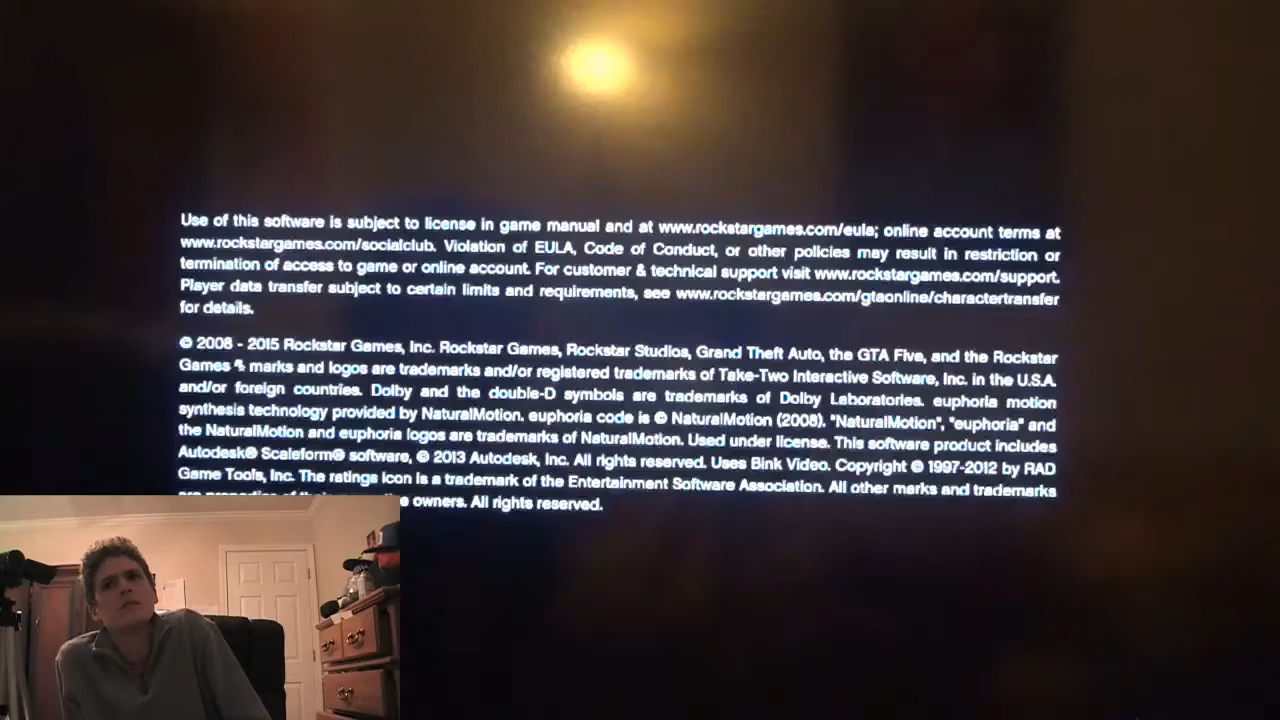 Use of this software is subject to license in game manual and at www.rockstargames.com/eula; online account terms at
www.rockstargames.com/socialclub. Violation of EULA, Code of Conduct, or other policies may result in restriction or
termination of access to game or online account. For customer & technical support visit www.rockstargames.com/support.
Player data transfer subject to certain limits and requirements, see www.rockstargames.com/gtaonline/charactertransfer
for details.
© 2008 - 2015 Rockstar Games, Inc. Rockstar Games, Rockstar Studios, Grand Theft Auto, the GTA Five, and the Rockstar
Games marks and logos are trademarks and/or registered trademarks of Take-Two Interactive Software, Inc. in the U.S.A.
and/or foreign countries. Dolby and the double-D symbols are trademarks of Dolby Laboratories. euphoria motion
synthesis technology provided by NaturalMotion. euphoria code is © NaturalMotion (2008). "NaturalMotion", "euphoria" and
the NaturalMotion and euphoria logos are trademarks of NaturalMotion. Used under license. This software product includes
Autodesk® Scaleform® software, © 2013 Autodesk, Inc. All rights reserved. Uses Bink Video. Copyright © 1997-2012 by RAD
Game Tools, Inc. The ratings icon is a trademark of the Entertainment Software Association. All other marks and trademarks
owners. All rights reserved.